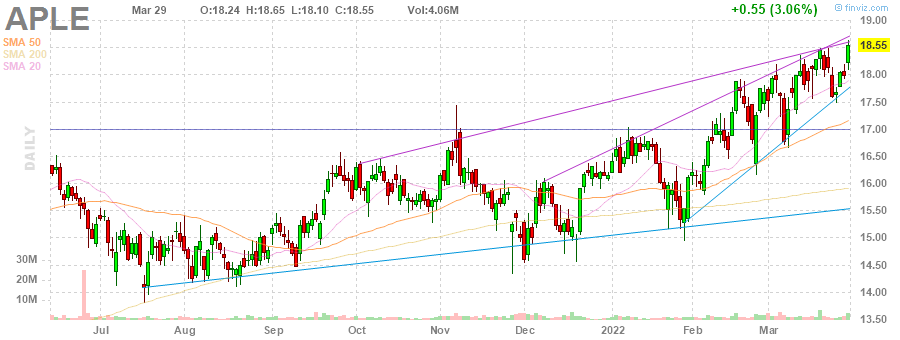 APLE Mar 29 O:18.24 H:18.65 L:18.10 C:18.55 Vol:4.06M +0.55 (3.06%) © finviz.com
SMA 50
SMA 200
SMA 20
DAILY
19.00
18.55
18.00
17.50
17.00
16.50
16.00
15.50
15.00
14.50
14.00
13.50
30M
20M
10M
Jul Aug Sep Oct Nov Dec 2022 Feb Mar